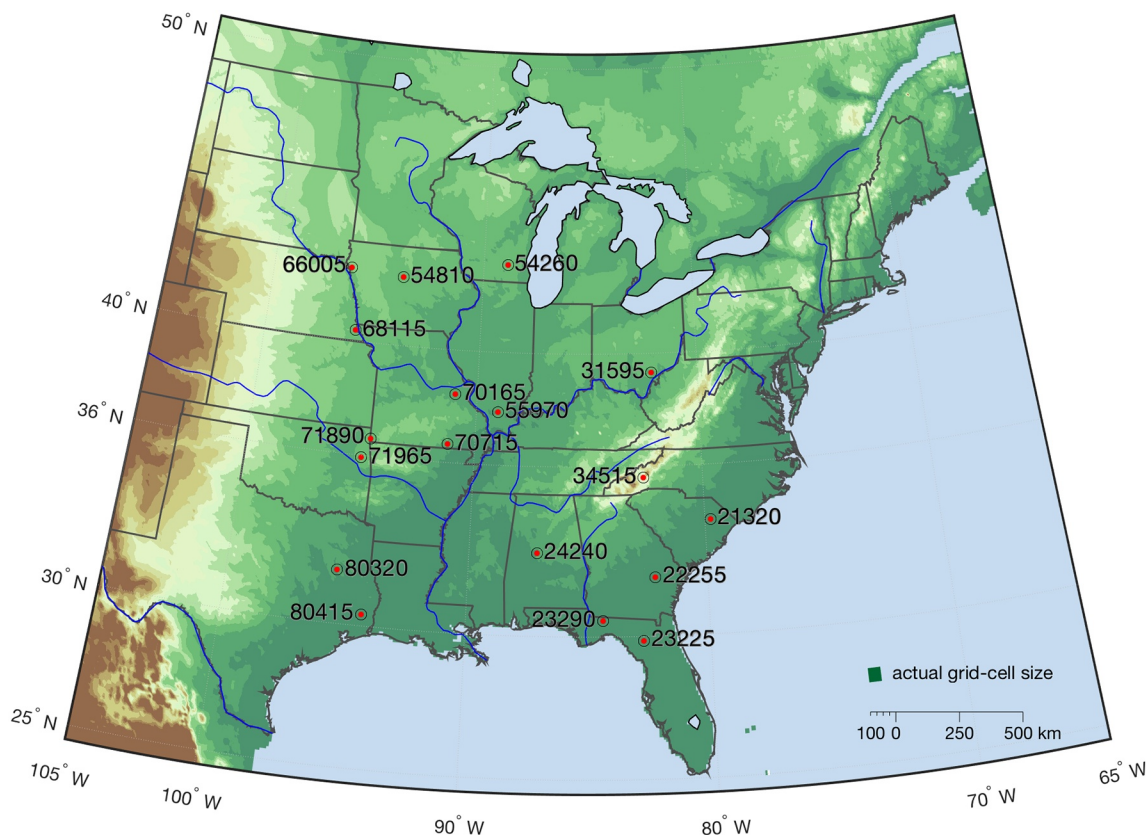 50° N
66005
54810
54260
40° N
68115
31595
70165
55970
36° N
71890
70715
71965
34515
21320
24240
80320
22255
30° N
80415
23290
23225
actual grid-cell size
100 0 250 500 km
25° N
105° W
100° W
90° W
80° W
70° W
65° W